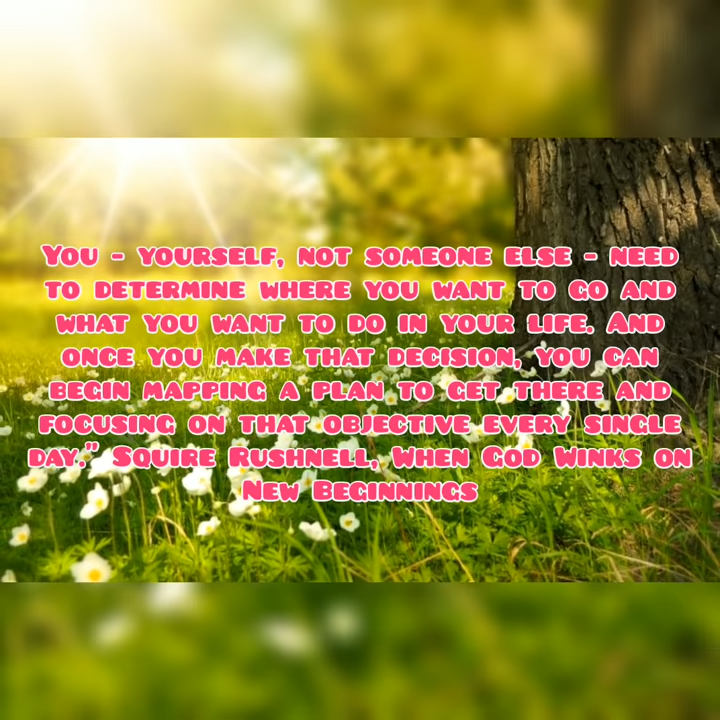 You - yourself, not someone else - need
to determine where you want to go and
what you want to do in your life. And
once you make that decision, you can
begin mapping a plan to get there and
focusing on that objective every single
day.” Squire Rushnell, When God Winks on
New Beginnings